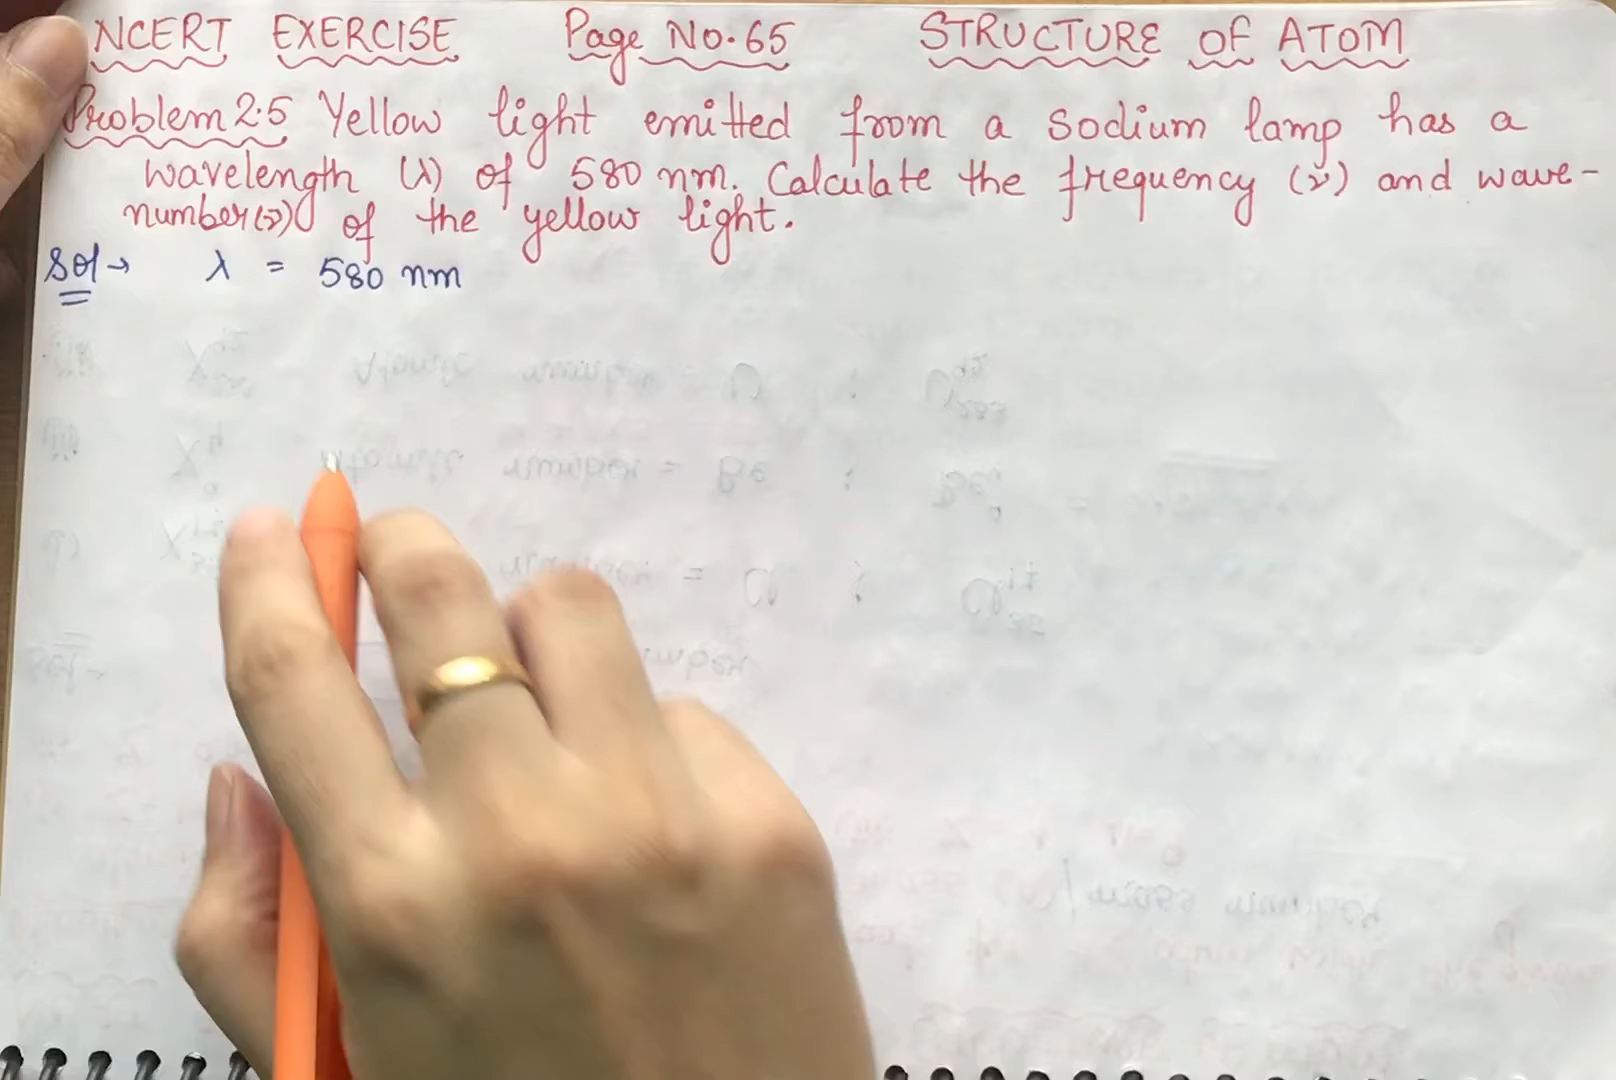 NCERT EXERCISE Page No.65 STRUCTURE OF ATOM
Problem 2.5 Yellow light emitted from a sodium lamp has a
wavelength (λ) of 580 nm. Calculate the frequency (ν) and wave-
number(ν̄) of the yellow light.
Sol → λ = 580 nm